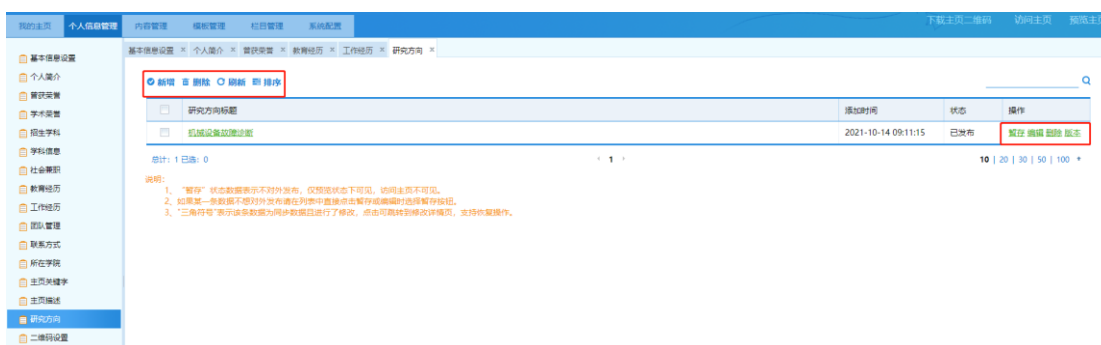 我的主页 个人信息管理 内容管理 模板管理 栏目管理 系统配置 下载主页二维码 访问主页 预览主页
基本信息设置 × 个人简介 × 曾获荣誉 × 教育经历 × 工作经历 × 研究方向 ×
基本信息设置
个人简介
曾获荣誉
学术荣誉
招生学科
学科信息
社会兼职
教育经历
工作经历
团队管理
联系方式
所在学院
主页关键字
主页描述
研究方向
二维码设置
新增 删除 刷新 排序
研究方向标题 添加时间 状态 操作
机械设备故障诊断 2021-10-14 09:11:15 已发布 暂存 编辑 删除 版本
总计: 1 已选: 0 ‹ 1 › 10 | 20 | 30 | 50 | 100
说明:
1、 "暂存" 状态数据表示不对外发布, 仅预览状态下可见, 访问主页不可见。
2、如果某一条数据不想对外发布请在列表中直接点击暂存或编辑时选择暂存按钮。
3、"三角符号"表示该条数据为同步数据且进行了修改, 点击可跳转到修改详情页, 支持恢复操作。